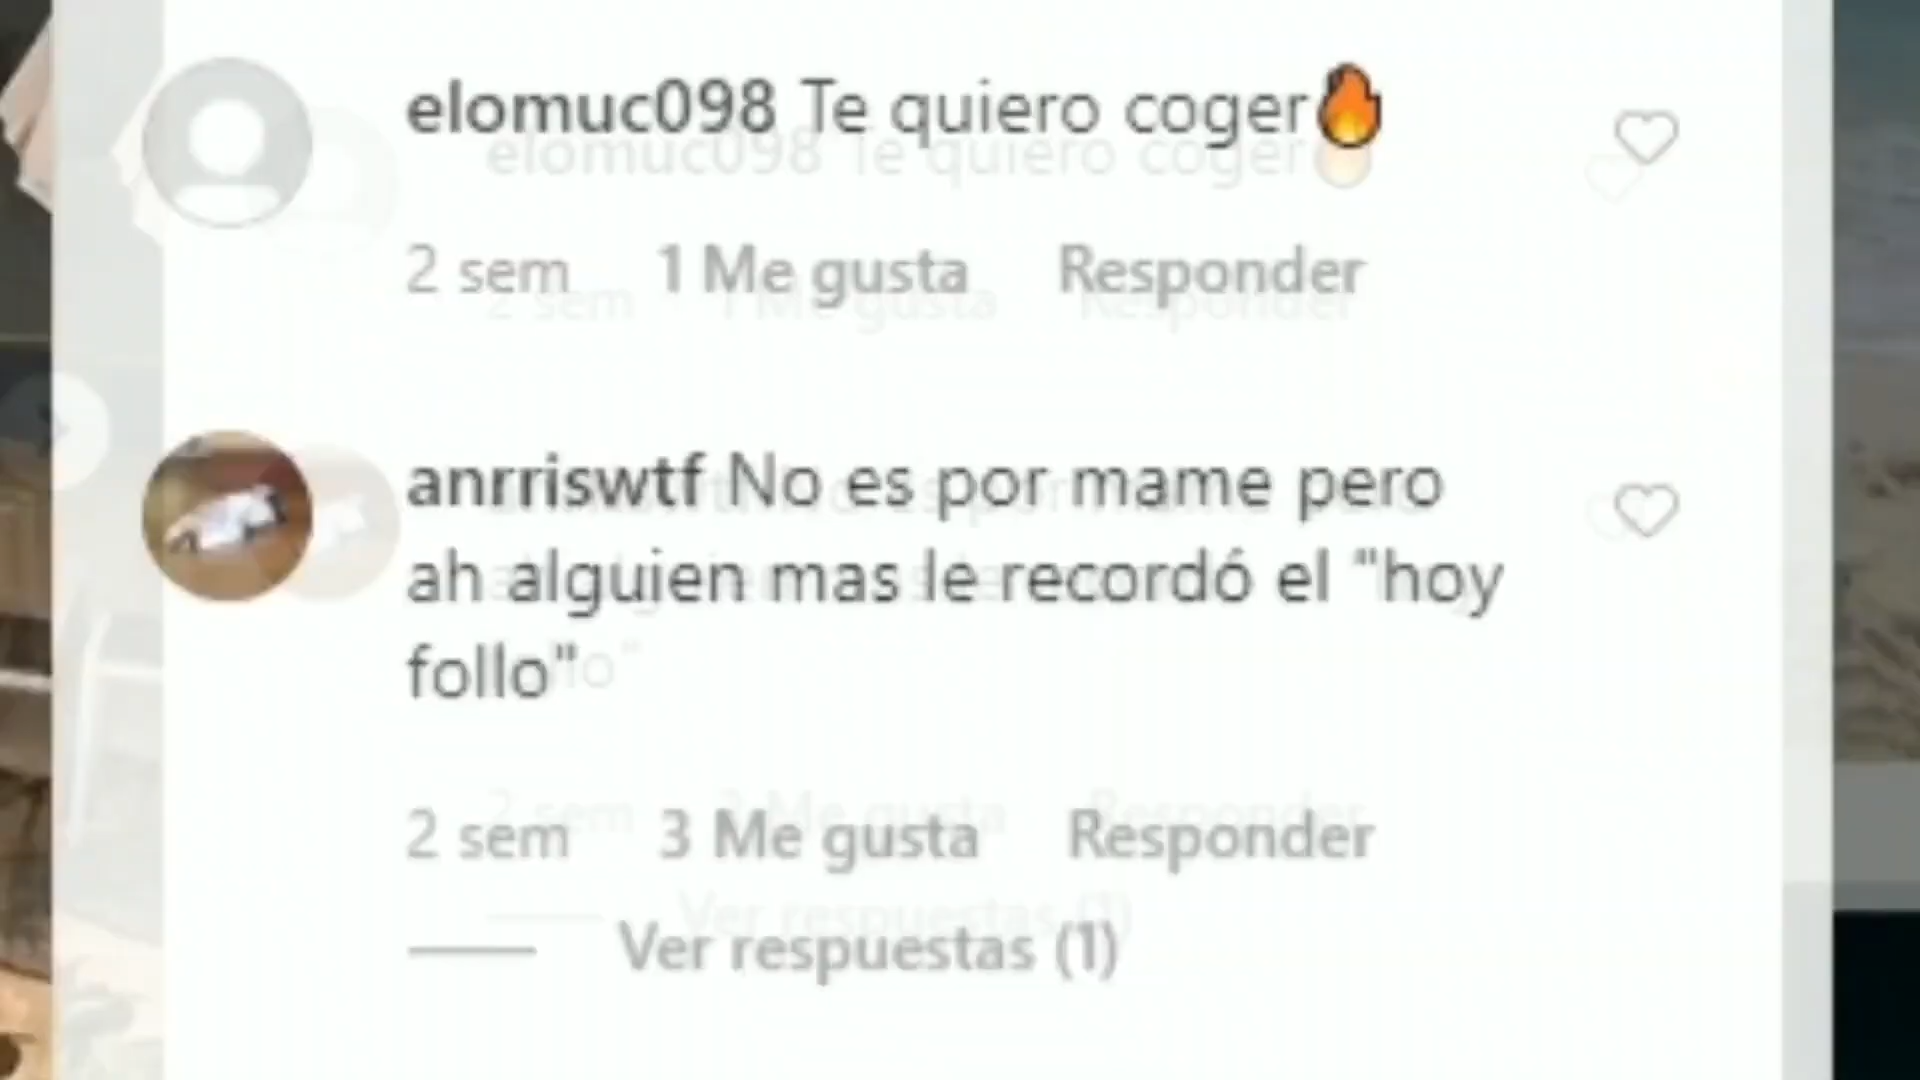 elomuc098 Te quiero coger🔥
2 sem 1 Me gusta Responder
anrriswtf No es por mame pero
ah alguien mas le recordó el "hoy
follo"
2 sem 3 Me gusta Responder
Ver respuestas (1)